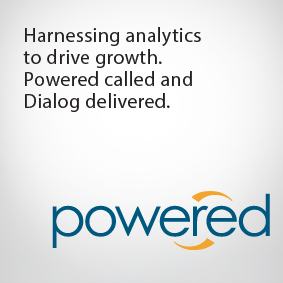 Harnessing analytics
to drive growth.
Powered called and
Dialog delivered.
powered